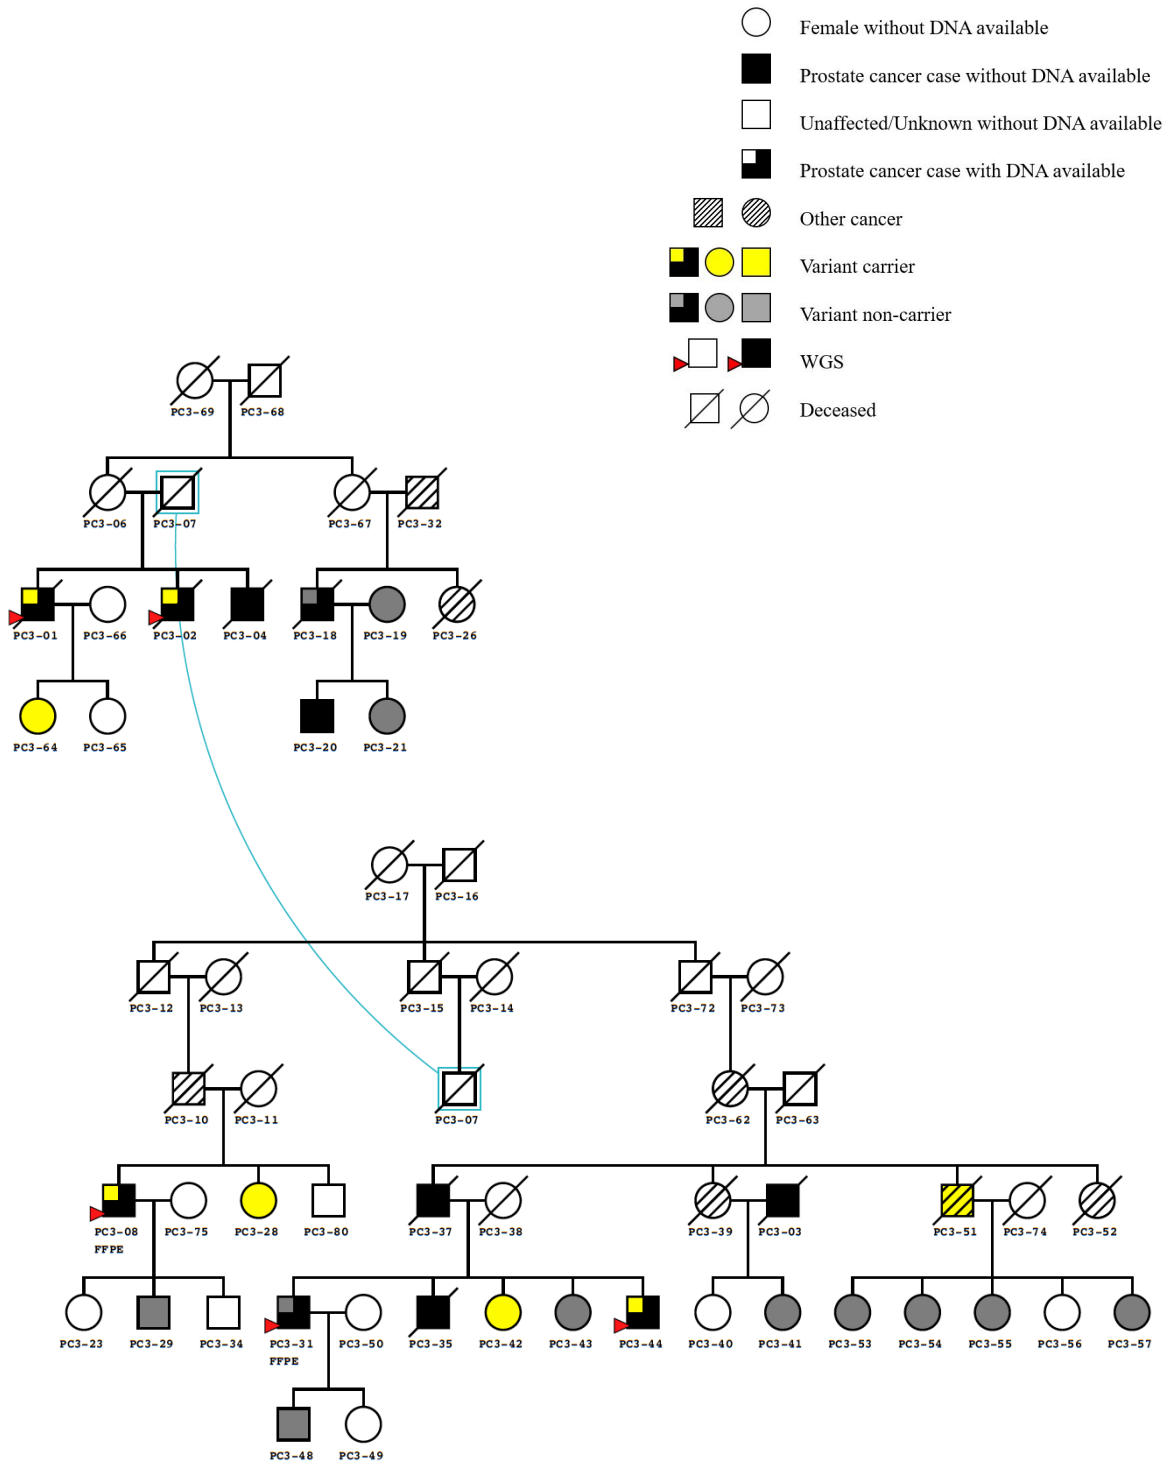 Female without DNA available
Prostate cancer case without DNA available
Unaffected/Unknown without DNA available
Prostate cancer case with DNA available
Other cancer
Variant carrier
Variant non-carrier
WGS
Deceased
PC3-69 PC3-68
PC3-06 PC3-07 PC3-67 PC3-32
PC3-01 PC3-66 PC3-02 PC3-04 PC3-18 PC3-19 PC3-26
PC3-64 PC3-65 PC3-20 PC3-21
PC3-17 PC3-16
PC3-12 PC3-13 PC3-15 PC3-14 PC3-72 PC3-73
PC3-10 PC3-11 PC3-07 PC3-62 PC3-63
PC3-08 PC3-75 PC3-28 PC3-80 PC3-37 PC3-38 PC3-39 PC3-03 PC3-51 PC3-74 PC3-52
FFPE
PC3-23 PC3-29 PC3-34 PC3-31 PC3-50 PC3-35 PC3-42 PC3-43 PC3-44 PC3-40 PC3-41 PC3-53 PC3-54 PC3-55 PC3-56 PC3-57
FFPE
PC3-48 PC3-49